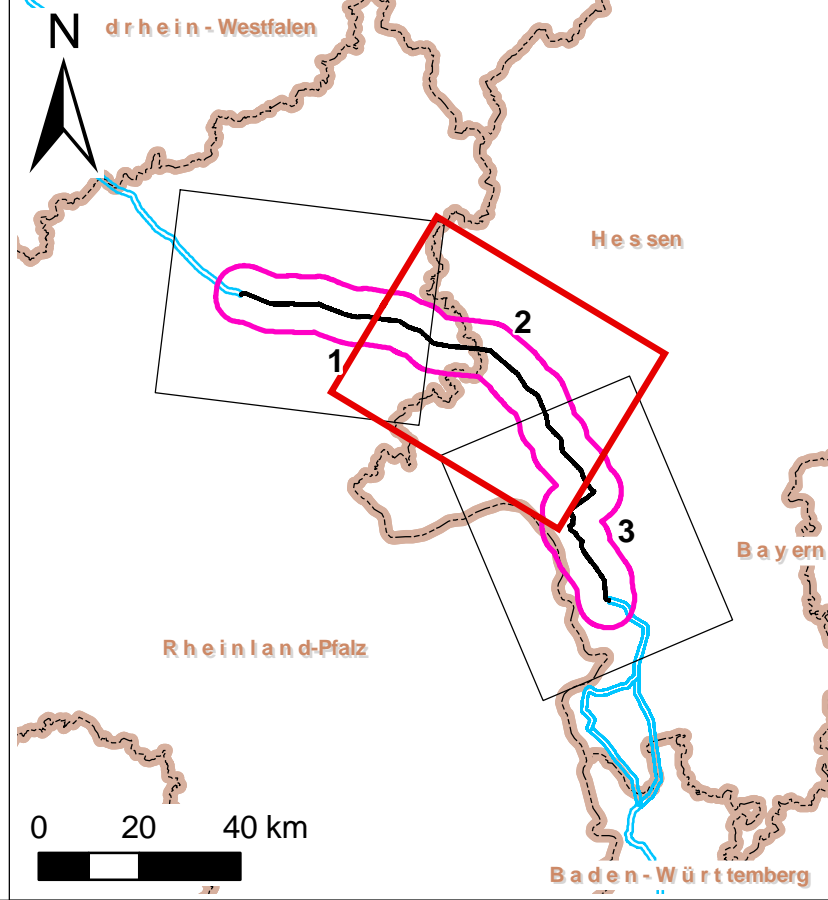 drhein-Westfalen
N
Hessen
2
1
3
Bayern
Rheinland-Pfalz
0 20 40 km
Baden-Württemberg